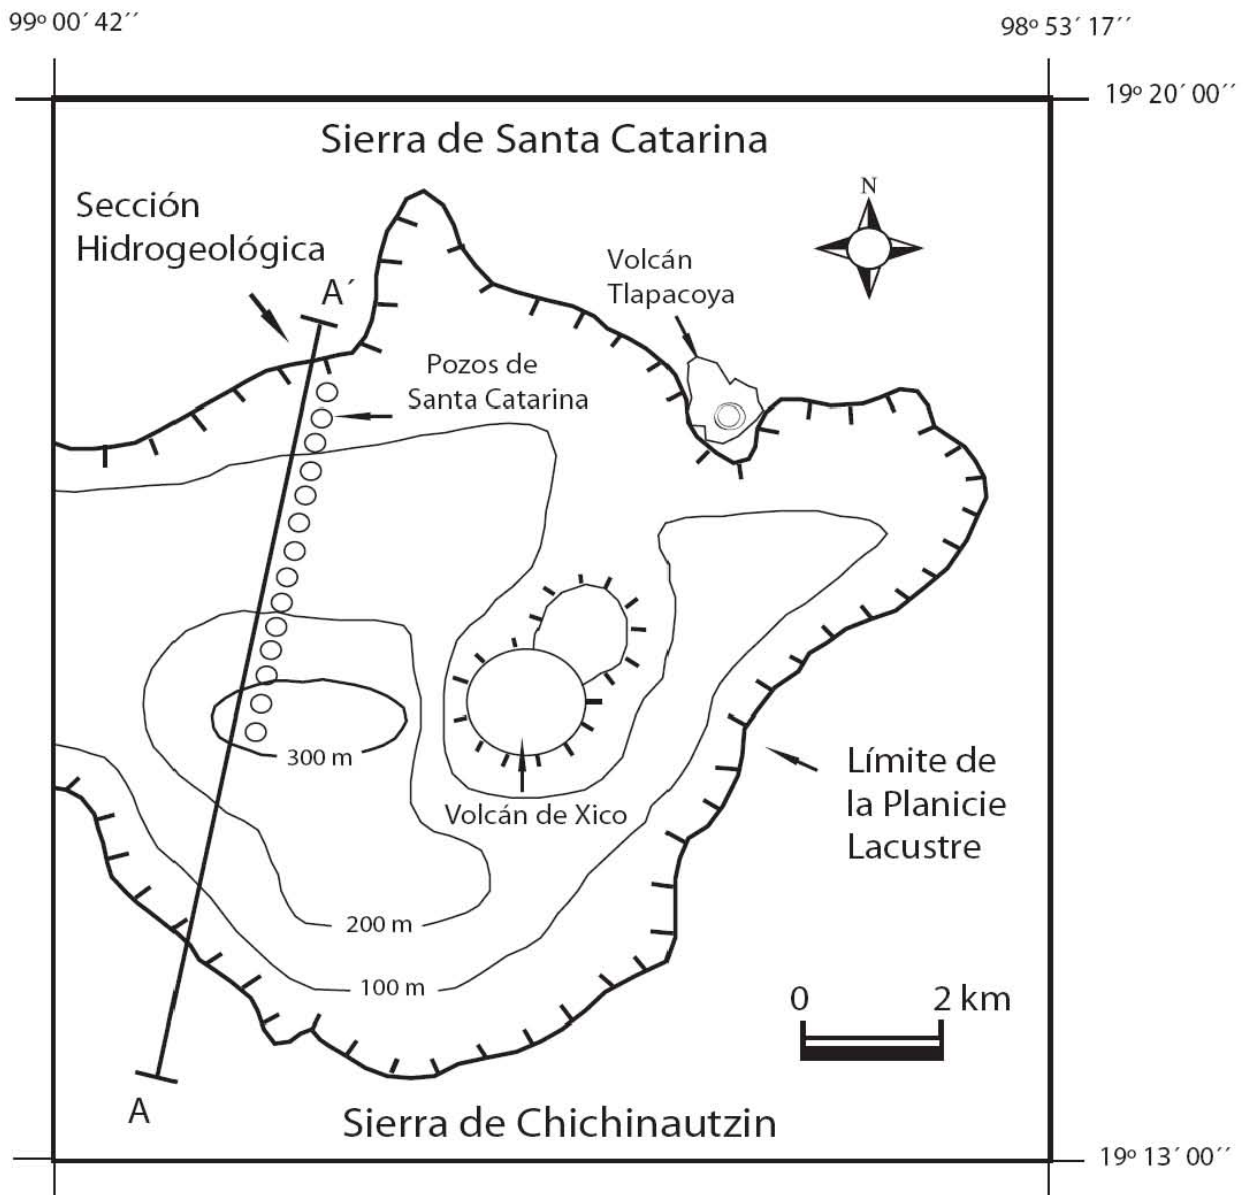 99º 00´ 42´´
98º 53´ 17´´
19º 20´ 00´´
Sierra de Santa Catarina
N
Sección
Hidrogeológica
A´
Volcán
Tlapacoya
Pozos de
Santa Catarina
300 m
Volcán de Xico
Límite de
la Planicie
Lacustre
200 m
100 m
0 2 km
A
Sierra de Chichinautzin
19º 13´ 00´´